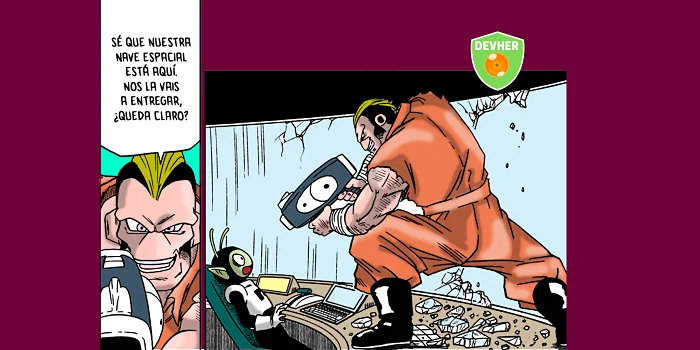 SÉ QUE NUESTRA
NAVE ESPACIAL
ESTÁ AQUÍ.
NOS LA VAIS
A ENTREGAR,
¿QUEDA CLARO?
DEVHER